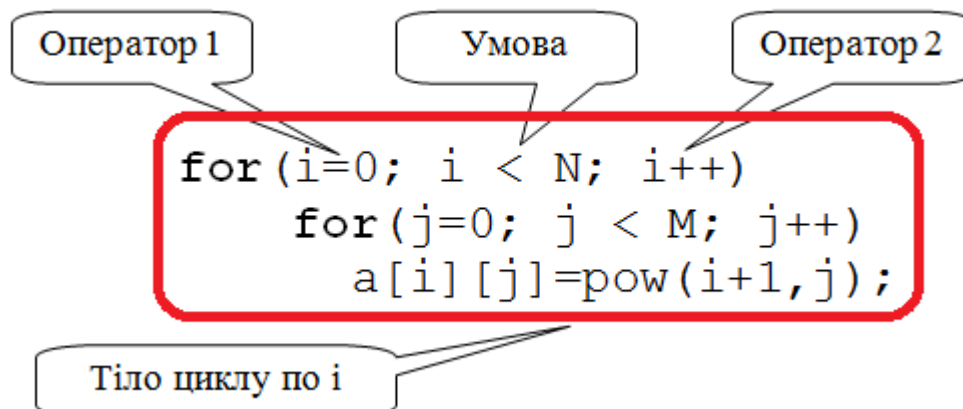 Оператор 1
Умова
Оператор 2
for(i=0; i < N; i++)
for(j=0; j < M; j++)
a[i][j]=pow(i+1,j);
Тіло циклу по і